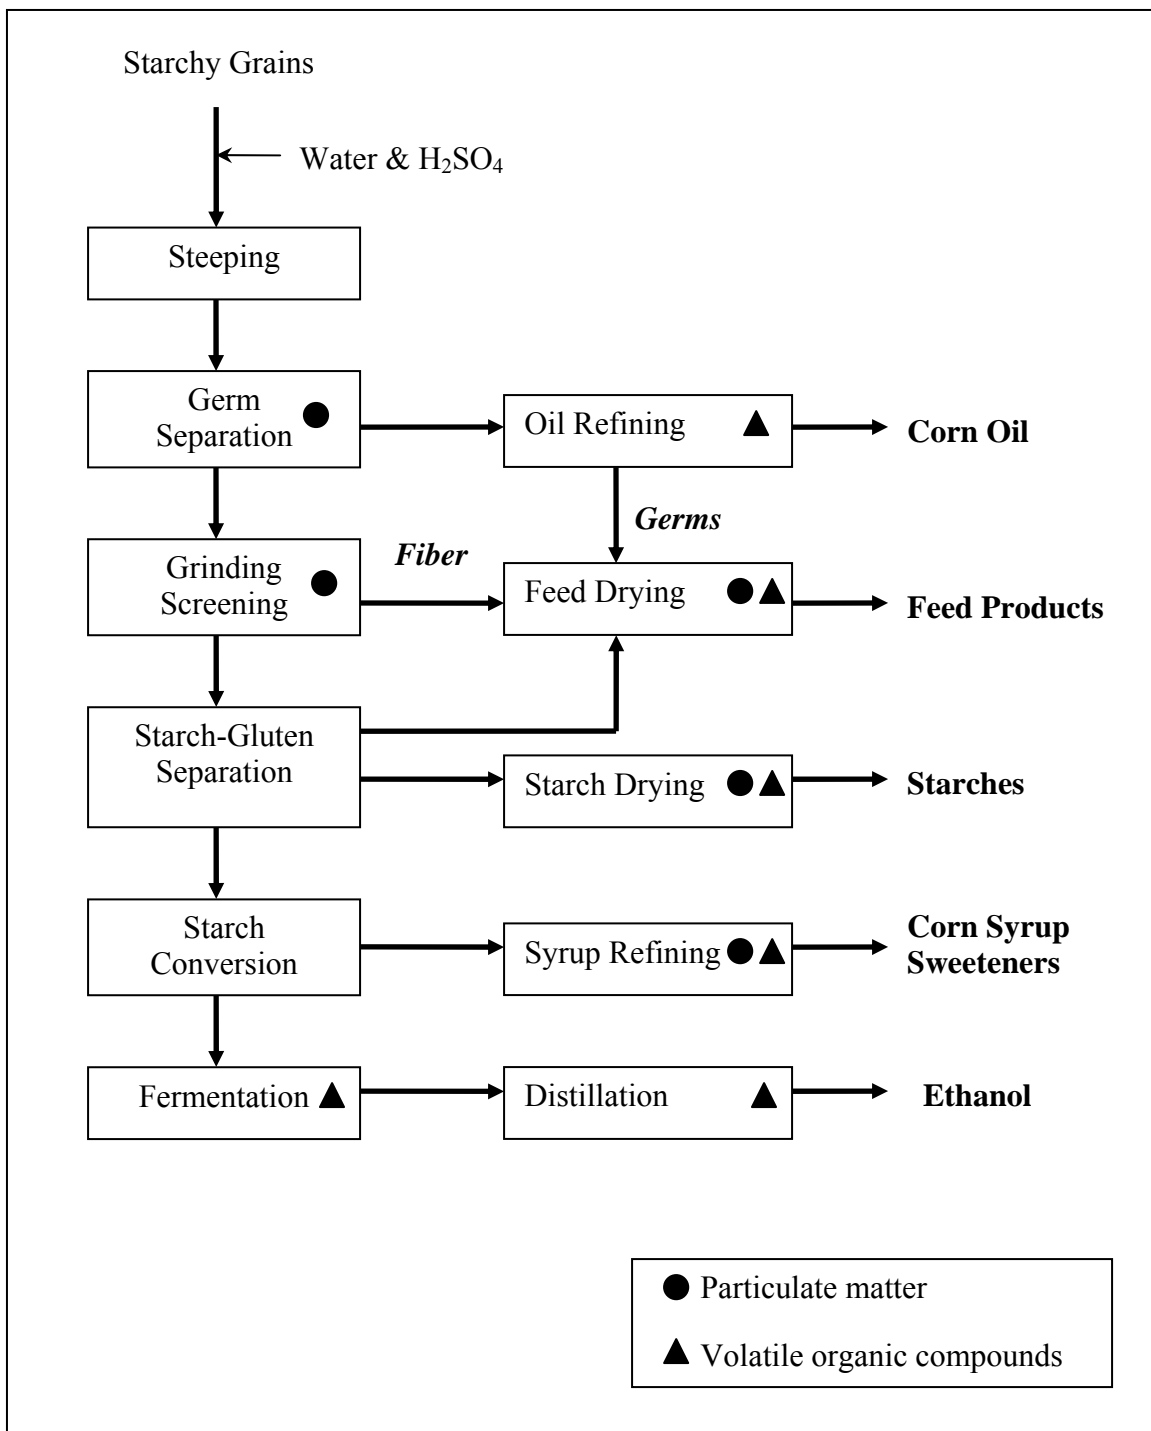 Starchy Grains
Water & H₂SO₄
Steeping
Germ
Separation
Oil Refining
Corn Oil
Germs
Fiber
Grinding
Screening
Feed Drying
Feed Products
Starch-Gluten
Separation
Starch Drying
Starches
Starch
Conversion
Syrup Refining
Corn Syrup
Sweeteners
Fermentation
Distillation
Ethanol
Particulate matter
Volatile organic compounds